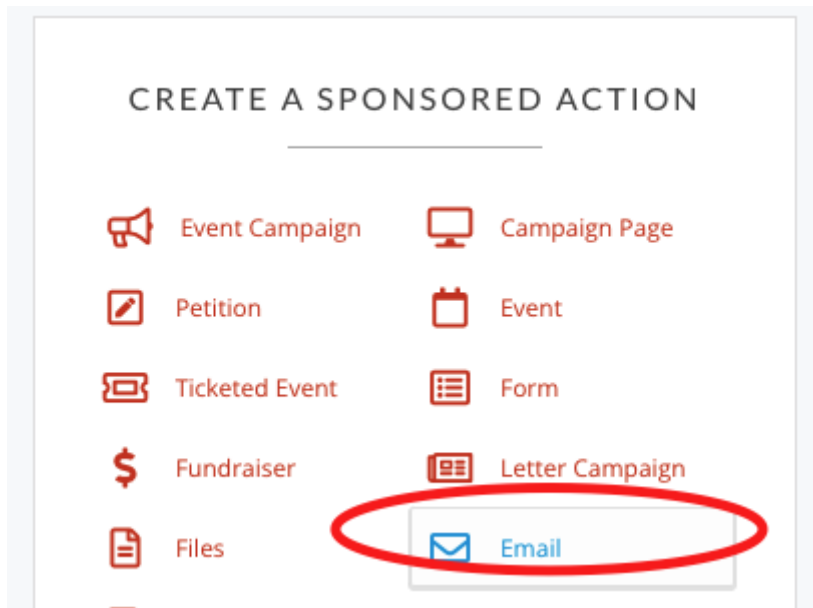 CREATE A SPONSORED ACTION
Event Campaign
Campaign Page
Petition
Event
Ticketed Event
Form
Fundraiser
Letter Campaign
Files
Email